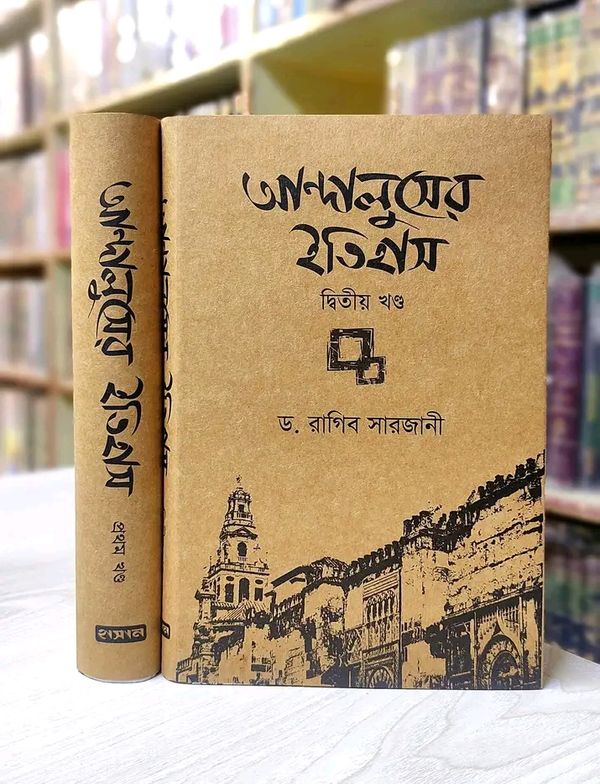 আন্দালুসের ইতিহাস
প্রথম খণ্ড
হাসান
আন্দালুসের
ইতিহাস
দ্বিতীয় খণ্ড
ড. রাগিব সারজানী